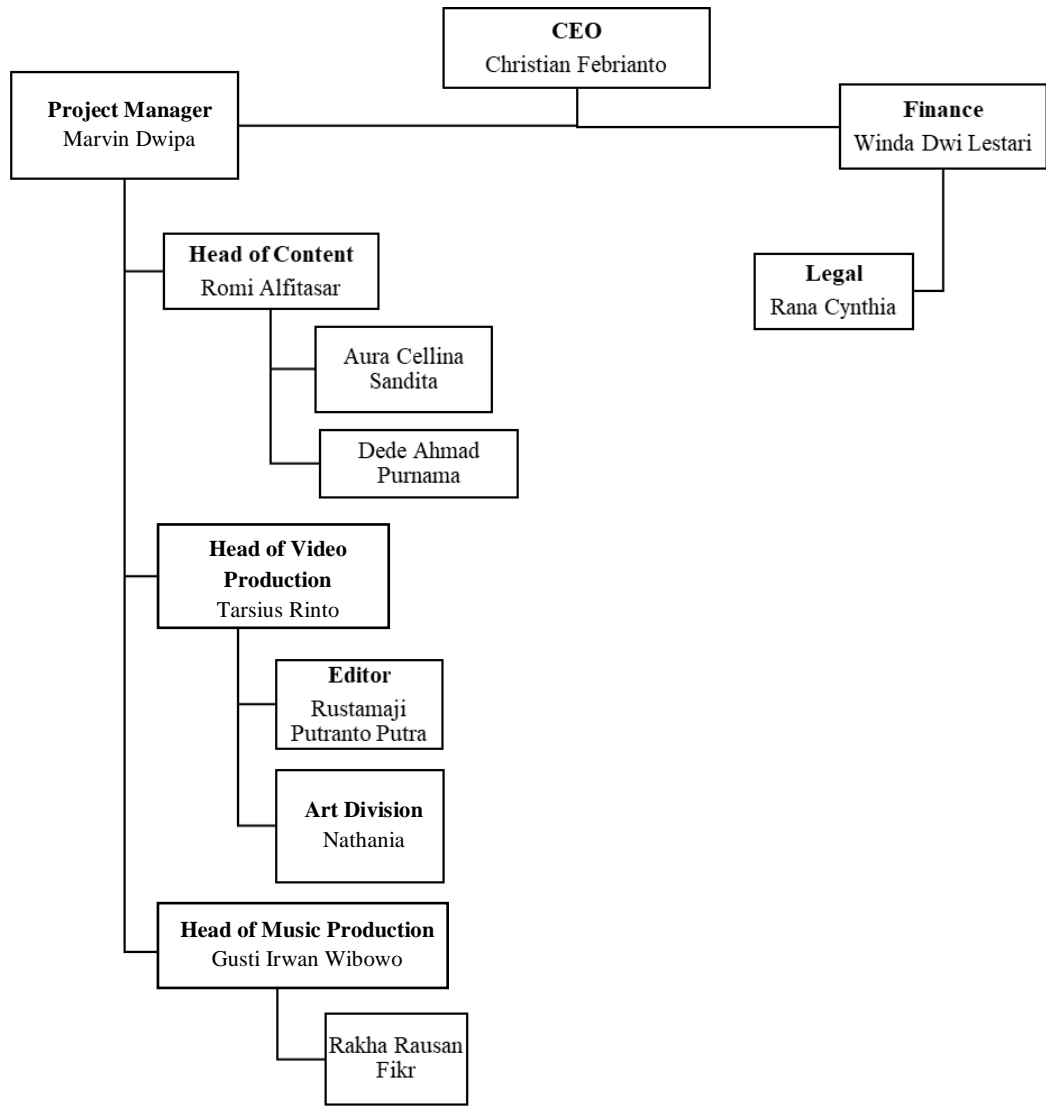 CEO
Christian Febrianto
Project Manager
Marvin Dwipa
Finance
Winda Dwi Lestari
Head of Content
Romi Alfitasar
Legal
Rana Cynthia
Aura Cellina
Sandita
Dede Ahmad
Purnama
Head of Video
Production
Tarsius Rinto
Editor
Rustamaji
Putranto Putra
Art Division
Nathania
Head of Music Production
Gusti Irwan Wibowo
Rakha Rausan
Fikr